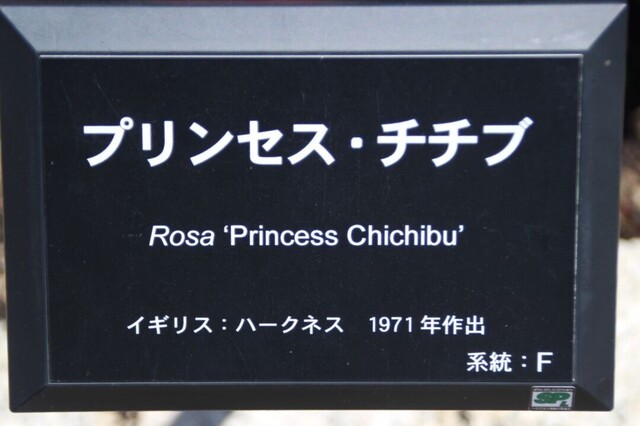 プリンセス・チチブ
Rosa ‘Princess Chichibu’
イギリス：ハークネス　1971年作出
系統：F